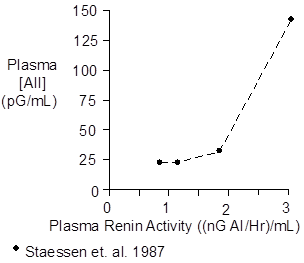 150
125
Plasma
[AII]
(pG/mL)
100
75
50
25
0
0 1 2 3
Plasma Renin Activity ((nG AI/Hr)/mL)
Staessen et. al. 1987